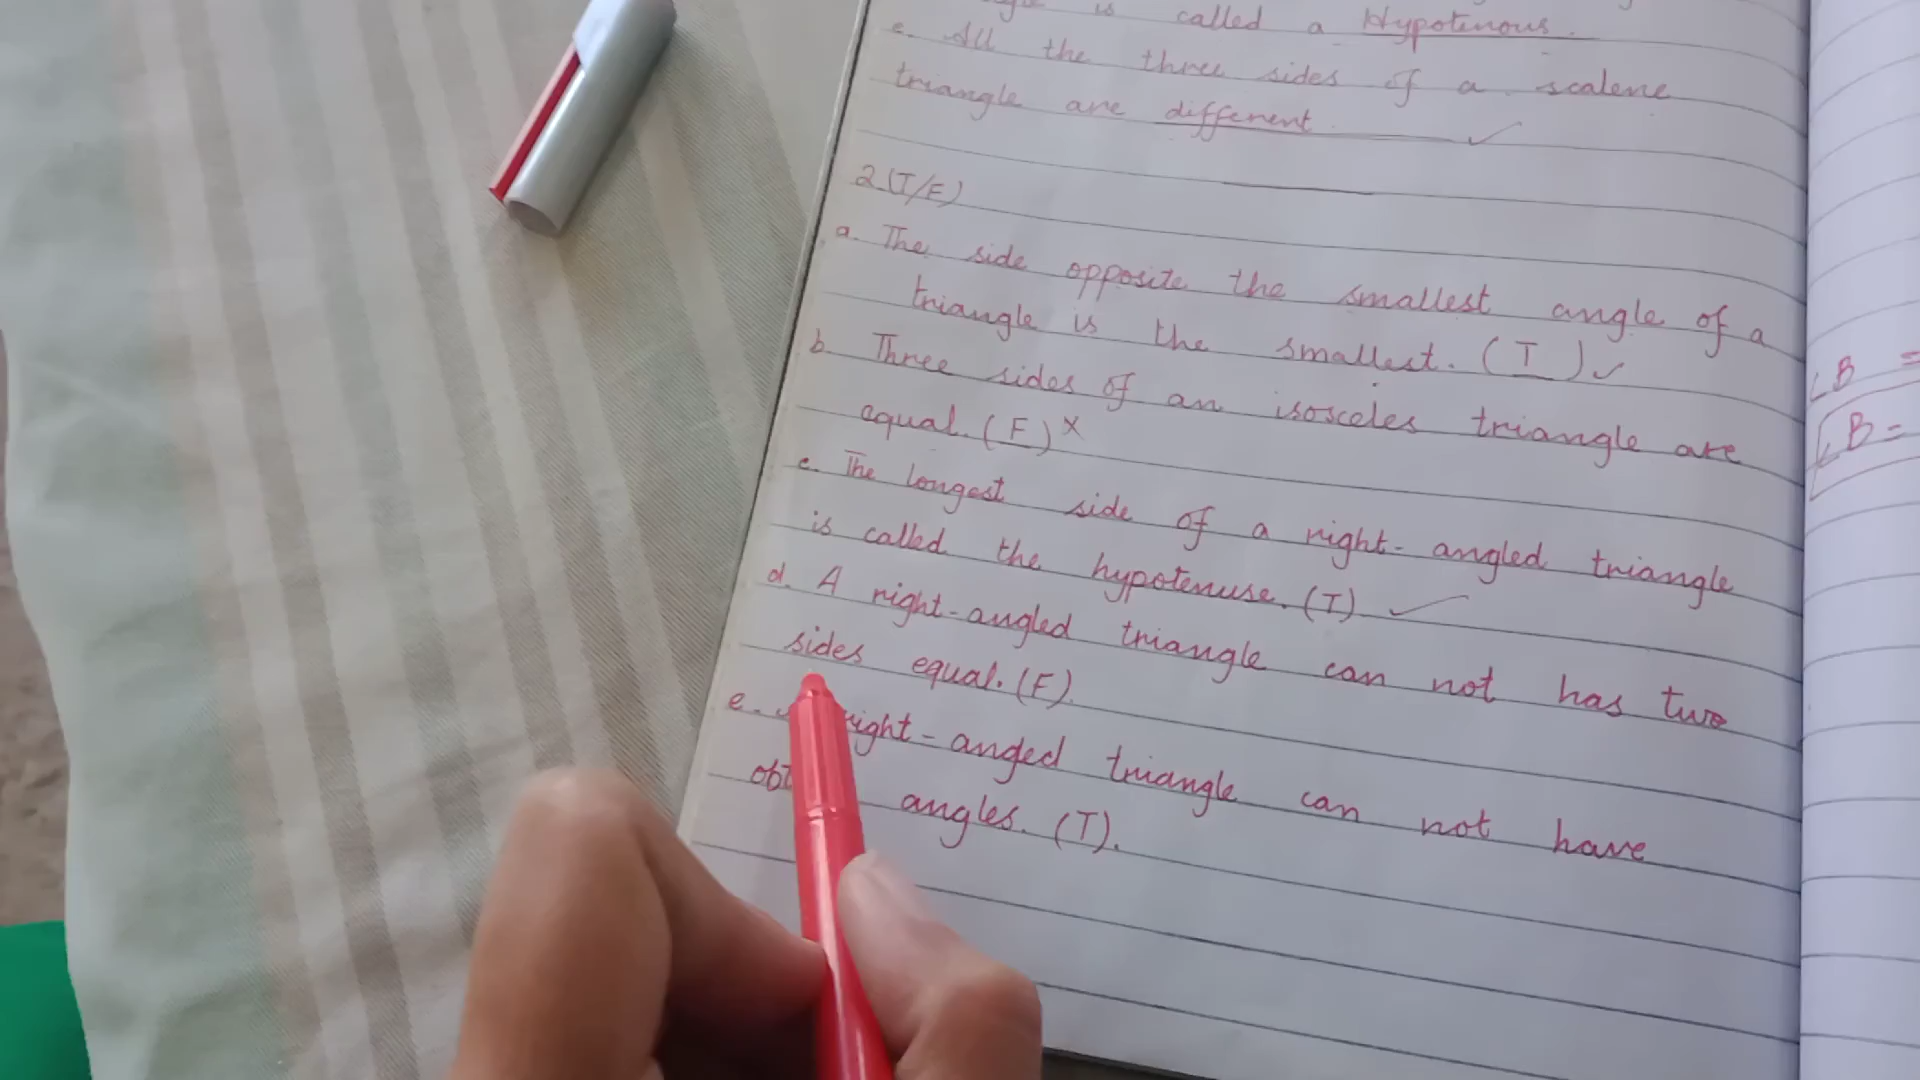 is called a Hypotenous.
c. All the three sides of a scalene
triangle are different
2.(T/F)
a. The side opposite the smallest angle of a
triangle is the smallest. (T)
b. Three sides of an isosceles triangle are
equal. (F) x
c. The longest side of a right-angled triangle
is called the hypotenuse. (T)
d. A right-angled triangle can not has two
sides equal. (F).
e. right-anged triangle can not have
angles. (T).
∠B =
∠B =